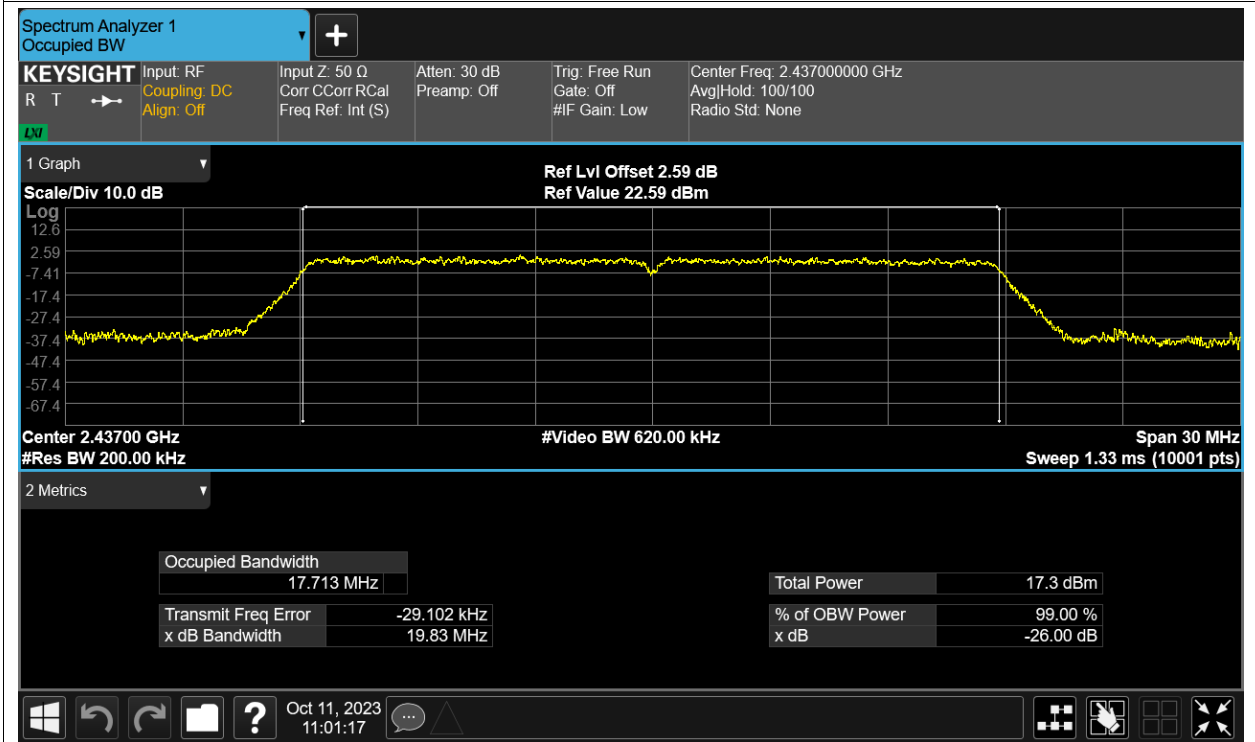 Spectrum Analyzer 1
Occupied BW
KEYSIGHT
R T
LXI
Input: RF
Coupling: DC
Align: Off
Input Z: 50 Ω
Corr CCorr RCal
Freq Ref: Int (S)
Atten: 30 dB
Preamp: Off
Trig: Free Run
Gate: Off
#IF Gain: Low
Center Freq: 2.437000000 GHz
Avg|Hold: 100/100
Radio Std: None
1 Graph
Scale/Div 10.0 dB
Ref Lvl Offset 2.59 dB
Ref Value 22.59 dBm
Log
12.6
2.59
-7.41
-17.4
-27.4
-37.4
-47.4
-57.4
-67.4
Center 2.43700 GHz
#Res BW 200.00 kHz
#Video BW 620.00 kHz
Span 30 MHz
Sweep 1.33 ms (10001 pts)
2 Metrics
Occupied Bandwidth
17.713 MHz
Transmit Freq Error -29.102 kHz
x dB Bandwidth 19.83 MHz
Total Power 17.3 dBm
% of OBW Power 99.00 %
x dB -26.00 dB
?
Oct 11, 2023
11:01:17